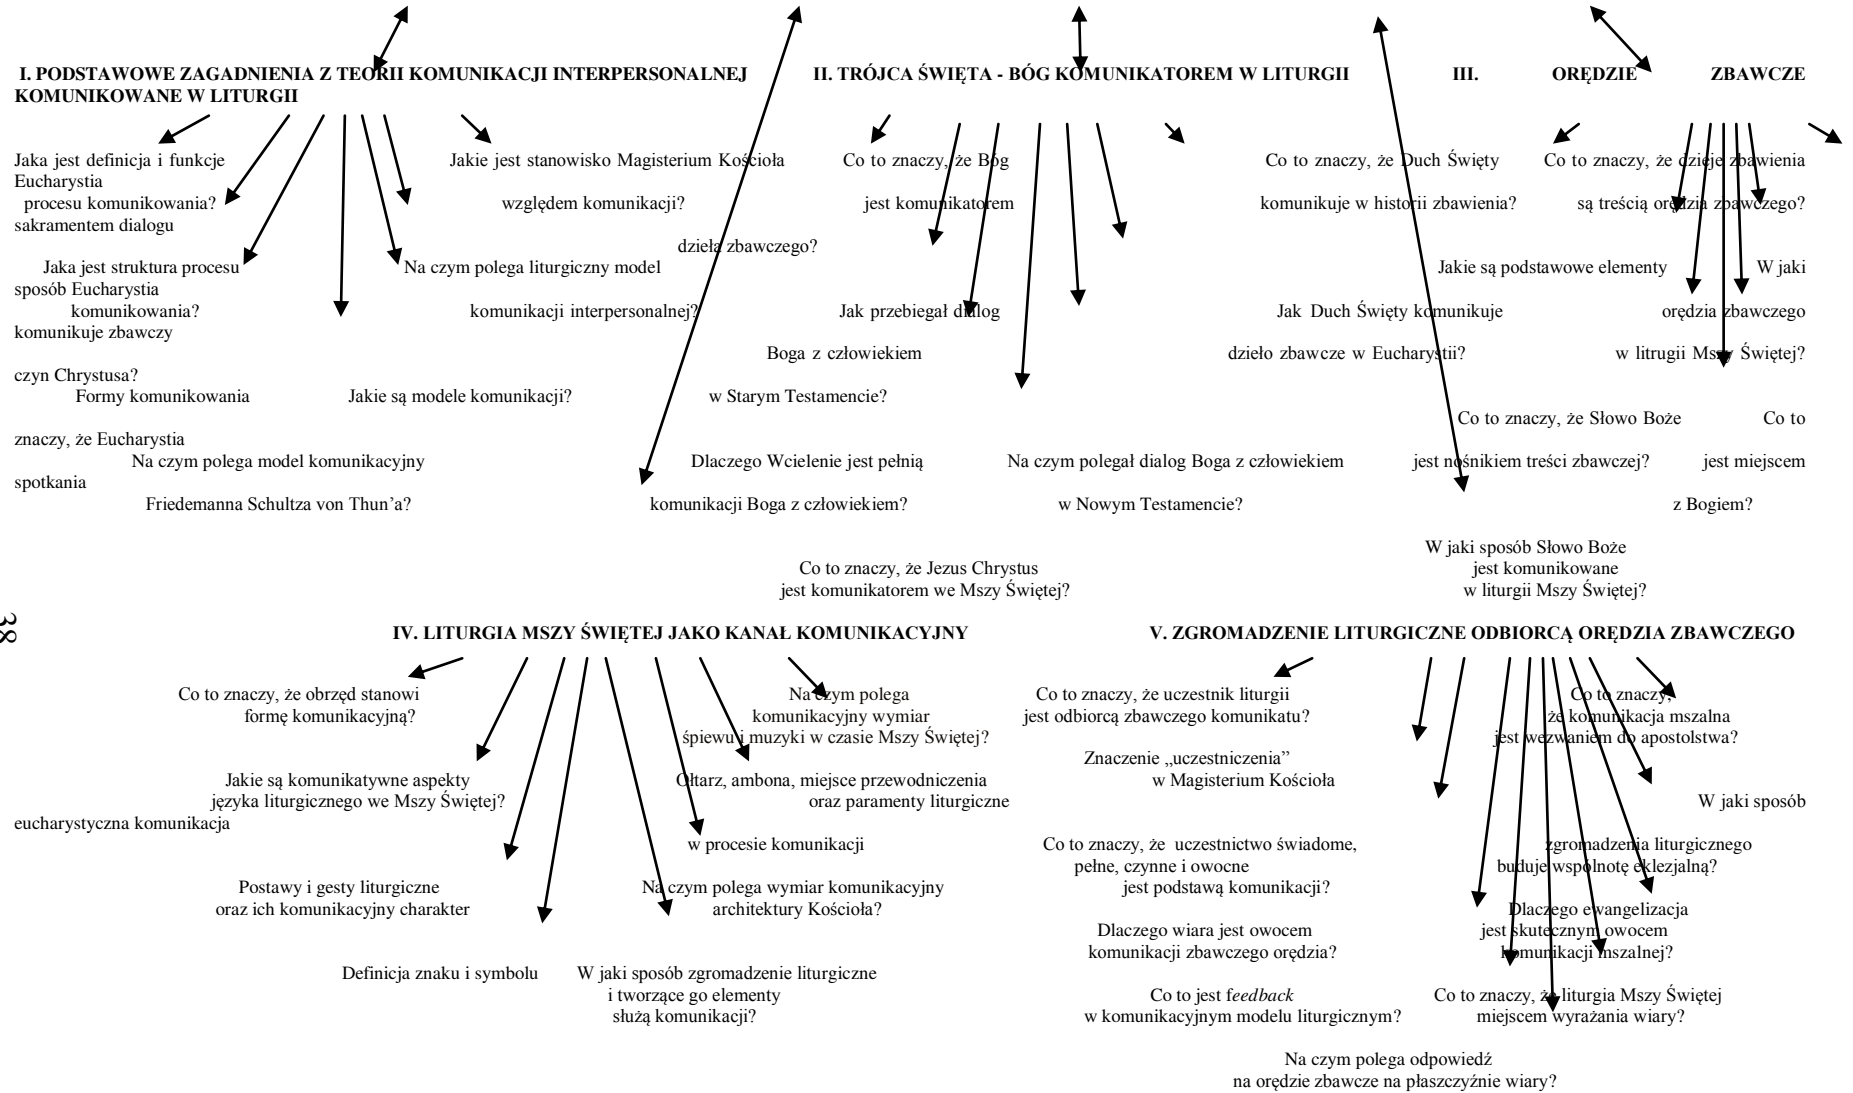 I. PODSTAWOWE ZAGADNIENIA Z TEORII KOMUNIKACJI INTERPERSONALNEJ II. TRÓJCA ŚWIĘTA - BÓG KOMUNIKATOREM W LITURGII III. ORĘDZIE ZBAWCZE
KOMUNIKOWANE W LITURGII
Jaka jest definicja i funkcje Jakie jest stanowisko Magisterium Kościoła Co to znaczy, że Bóg Co to znaczy, że Duch Święty Co to znaczy, że dzieje zbawienia
Eucharystia
procesu komunikowania? względem komunikacji? jest komunikatorem komunikuje w historii zbawienia? są treścią orędzia zbawczego?
sakramentem dialogu
dzieła zbawczego?
Jaka jest struktura procesu Na czym polega liturgiczny model Jakie są podstawowe elementy W jaki
sposób Eucharystia
komunikowania? komunikacji interpersonalnej? Jak przebiegał dialog Jak Duch Święty komunikuje orędzia zbawczego
komunikuje zbawczy
Boga z człowiekiem dzieło zbawcze w Eucharystii? w litrugii Mszy Świętej?
czyn Chrystusa?
Formy komunikowania Jakie są modele komunikacji? w Starym Testamencie?
Co to znaczy, że Słowo Boże Co to
znaczy, że Eucharystia
Na czym polega model komunikacyjny Dlaczego Wcielenie jest pełnią Na czym polegał dialog Boga z człowiekiem jest nośnikiem treści zbawczej? jest miejscem
spotkania
Friedemanna Schultza von Thun’a? komunikacji Boga z człowiekiem? w Nowym Testamencie? z Bogiem?
W jaki sposób Słowo Boże
Co to znaczy, że Jezus Chrystus jest komunikowane
jest komunikatorem we Mszy Świętej? w liturgii Mszy Świętej?
38
IV. LITURGIA MSZY ŚWIĘTEJ JAKO KANAŁ KOMUNIKACYJNY V. ZGROMADZENIE LITURGICZNE ODBIORCĄ ORĘDZIA ZBAWCZEGO
Co to znaczy, że obrzęd stanowi Na czym polega Co to znaczy, że uczestnik liturgii Co to znaczy,
formę komunikacyjną? komunikacyjny wymiar jest odbiorcą zbawczego komunikatu? że komunikacja mszalna
śpiewu i muzyki w czasie Mszy Świętej? jest wezwaniem do apostolstwa?
Znaczenie „uczestniczenia”
Jakie są komunikatywne aspekty Ołtarz, ambona, miejsce przewodniczenia w Magisterium Kościoła
języka liturgicznego we Mszy Świętej? oraz paramenty liturgiczne W jaki sposób
eucharystyczna komunikacja
w procesie komunikacji Co to znaczy, że uczestnictwo świadome, zgromadzenia liturgicznego
pełne, czynne i owocne buduje wspólnotę eklezjalną?
Postawy i gesty liturgiczne Na czym polega wymiar komunikacyjny jest podstawą komunikacji?
oraz ich komunikacyjny charakter architektury Kościoła? Dlaczego ewangelizacja
Dlaczego wiara jest owocem jest skutecznym owocem
komunikacji zbawczego orędzia? komunikacji mszalnej?
Definicja znaku i symbolu W jaki sposób zgromadzenie liturgiczne
i tworzące go elementy Co to jest feedback Co to znaczy, że liturgia Mszy Świętej
służą komunikacji? w komunikacyjnym modelu liturgicznym? miejscem wyrażania wiary?
Na czym polega odpowiedź
na orędzie zbawcze na płaszczyźnie wiary?